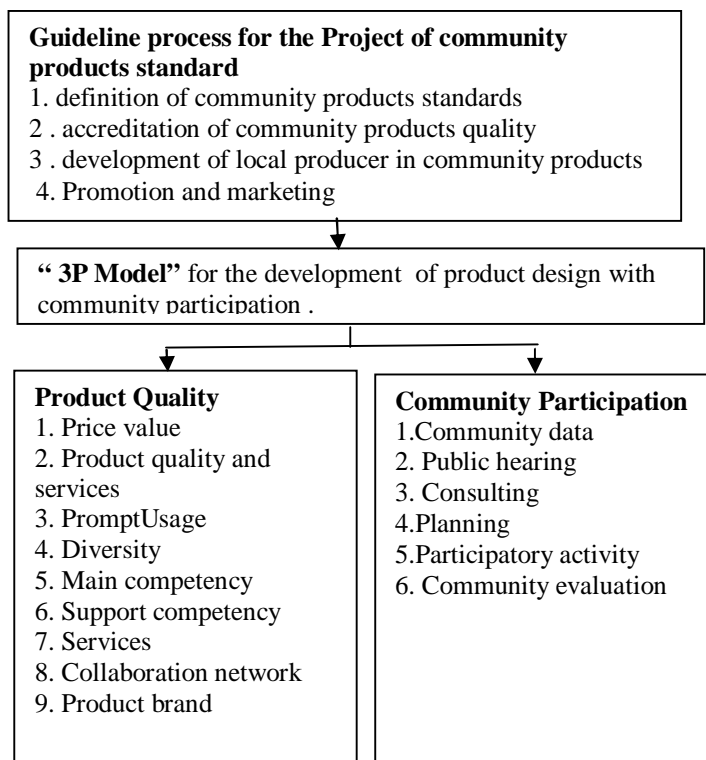 Guideline process for the Project of community
products standard
1. definition of community products standards
2 . accreditation of community products quality
3 . development of local producer in community products
4. Promotion and marketing
“ 3P Model” for the development of product design with
community participation .
Product Quality
1. Price value
2. Product quality and
services
3. PromptUsage
4. Diversity
5. Main competency
6. Support competency
7. Services
8. Collaboration network
9. Product brand
Community Participation
1.Community data
2. Public hearing
3. Consulting
4.Planning
5.Participatory activity
6. Community evaluation